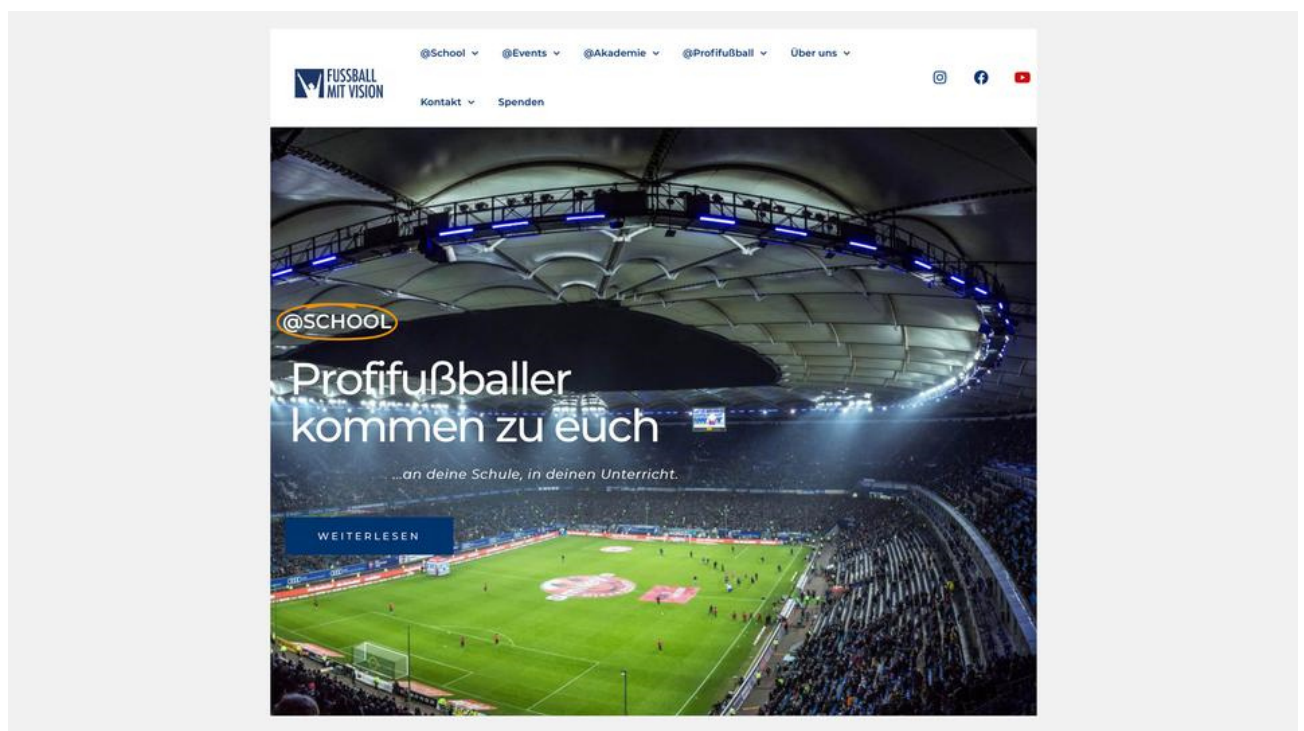 FUSSBALL
MIT VISION
@School
@Events
@Akademie
@Profifußball
Über uns
Kontakt
Spenden
@SCHOOL
Profifußballer
kommen zu euch
...an deine Schule, in deinen Unterricht.
WEITERLESEN